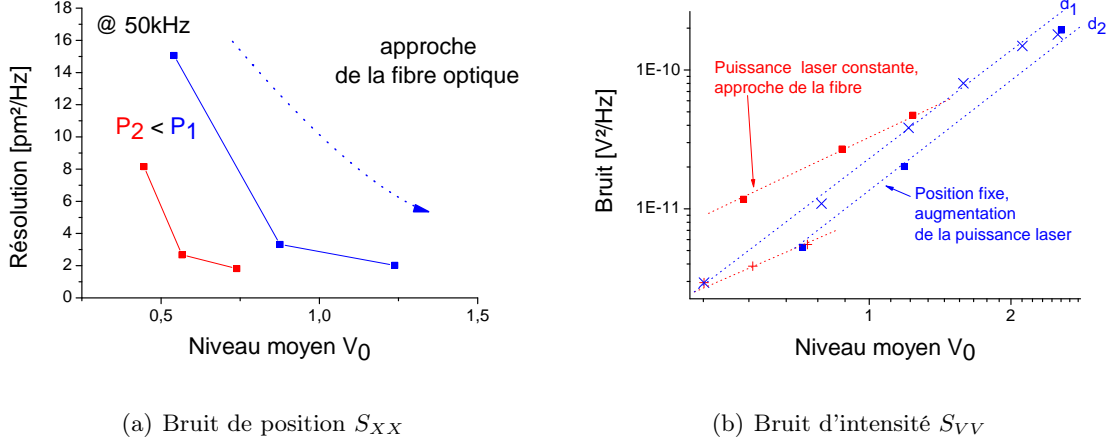 @ 50kHz
approche
de la fibre optique
P2 < P1
Résolution [pm²/Hz]
18
16
14
12
10
8
6
4
2
0
0,5
1,0
1,5
Niveau moyen V0
(a) Bruit de position SXX
d1
d2
Puissance laser constante,
approche de la fibre
Position fixe,
augmentation
de la puissance laser
Bruit [V²/Hz]
1E-10
1E-11
1
2
Niveau moyen V0
(b) Bruit d'intensité SVV